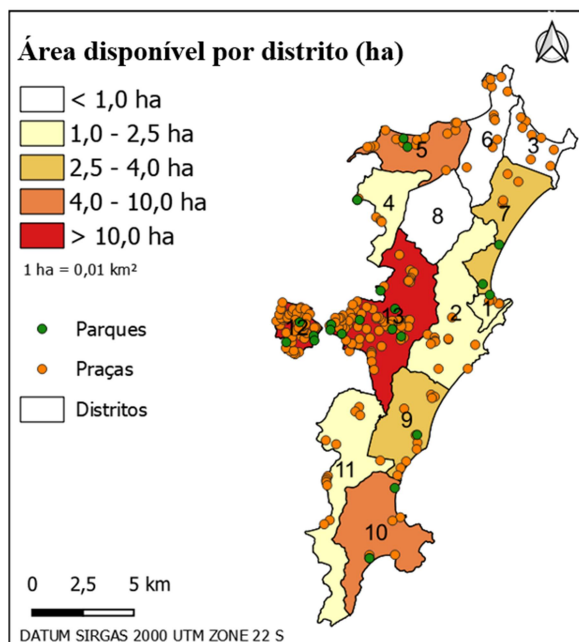 Área disponível por distrito (ha)
< 1,0 ha
1,0 - 2,5 ha
2,5 - 4,0 ha
4,0 - 10,0 ha
> 10,0 ha
1 ha = 0,01 km²
Parques
Praças
Distritos
6
3
5
4
7
8
1
2
12
13
9
11
10
0 2,5 5 km
DATUM SIRGAS 2000 UTM ZONE 22 S